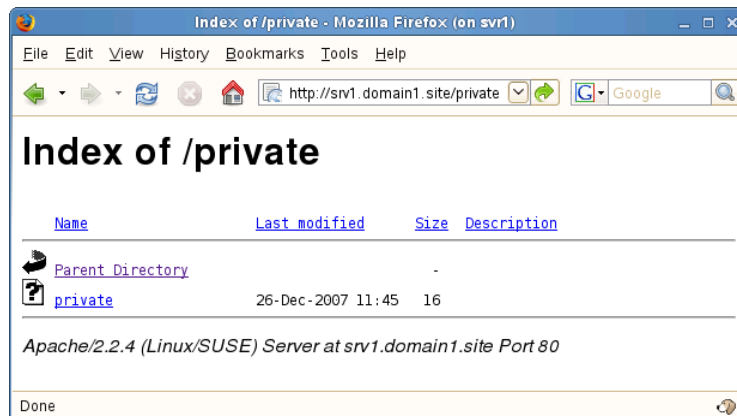 Index of /private - Mozilla Firefox (on svr1)
File Edit View History Bookmarks Tools Help
http://srv1.domain1.site/private G Google
Index of /private
Name Last modified Size Description
Parent Directory -
? private 26-Dec-2007 11:45 16
Apache/2.2.4 (Linux/SUSE) Server at srv1.domain1.site Port 80
Done